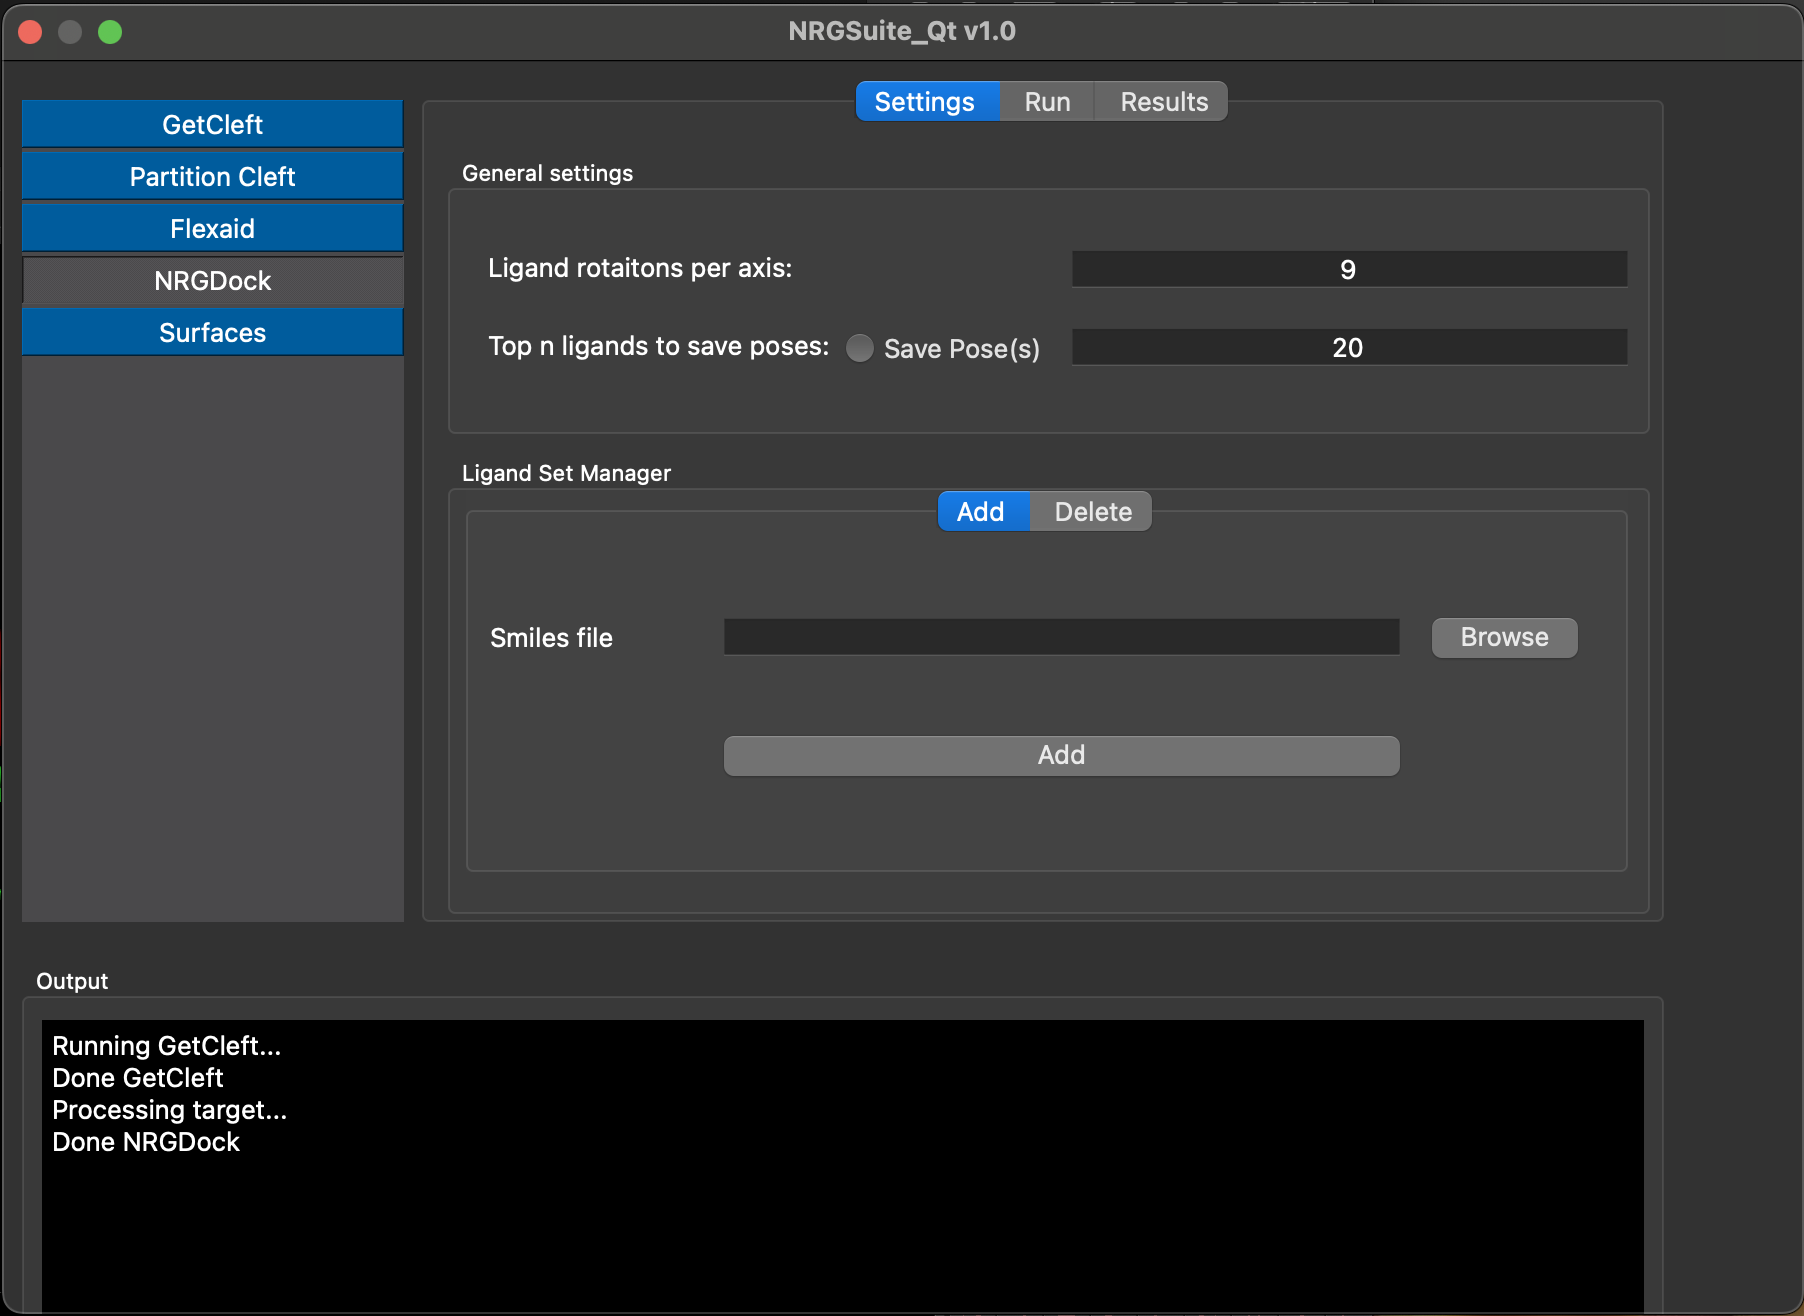 NRGSuite_Qt v1.0
GetCleft
Partition Cleft
Flexaid
NRGDock
Surfaces
Settings Run Results
General settings
Ligand rotaitons per axis: 9
Top n ligands to save poses: Save Pose(s) 20
Ligand Set Manager
Add Delete
Smiles file Browse
Add
Output
Running GetCleft...
Done GetCleft
Processing target...
Done NRGDock